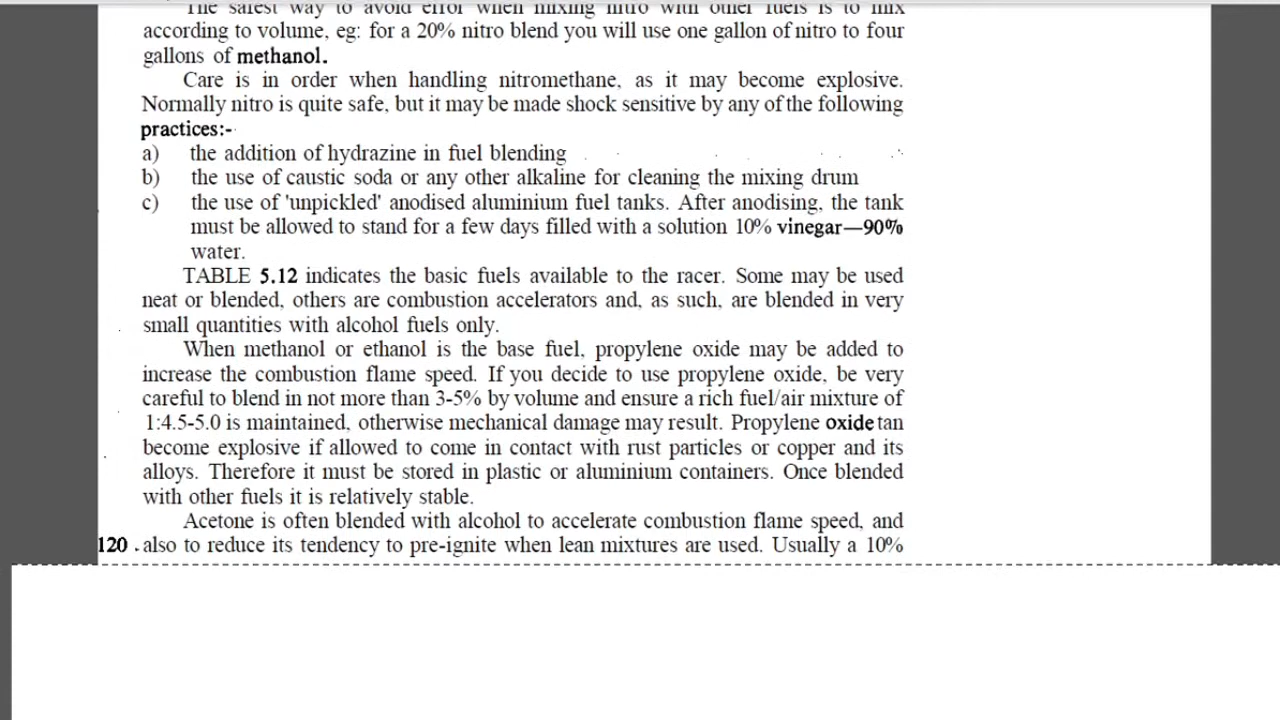 The safest way to avoid error when mixing nitro with other fuels is to mix
according to volume, eg: for a 20% nitro blend you will use one gallon of nitro to four
gallons of methanol.
Care is in order when handling nitromethane, as it may become explosive.
Normally nitro is quite safe, but it may be made shock sensitive by any of the following
practices:-
a) the addition of hydrazine in fuel blending
b) the use of caustic soda or any other alkaline for cleaning the mixing drum
c) the use of 'unpickled' anodised aluminium fuel tanks. After anodising, the tank
must be allowed to stand for a few days filled with a solution 10% vinegar—90%
water.
TABLE 5.12 indicates the basic fuels available to the racer. Some may be used
neat or blended, others are combustion accelerators and, as such, are blended in very
small quantities with alcohol fuels only.
When methanol or ethanol is the base fuel, propylene oxide may be added to
increase the combustion flame speed. If you decide to use propylene oxide, be very
careful to blend in not more than 3-5% by volume and ensure a rich fuel/air mixture of
1:4.5-5.0 is maintained, otherwise mechanical damage may result. Propylene oxide tan
become explosive if allowed to come in contact with rust particles or copper and its
alloys. Therefore it must be stored in plastic or aluminium containers. Once blended
with other fuels it is relatively stable.
Acetone is often blended with alcohol to accelerate combustion flame speed, and
120 also to reduce its tendency to pre-ignite when lean mixtures are used. Usually a 10%